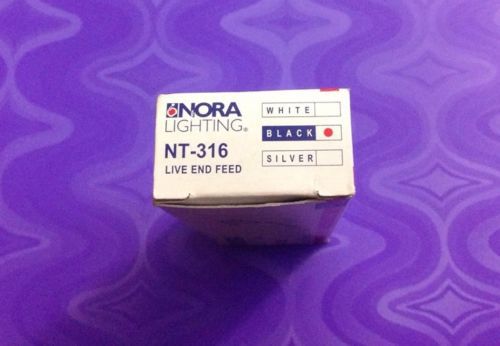 NORA
LIGHTING®
NT-316
LIVE END FEED
WHITE
BLACK
SILVER